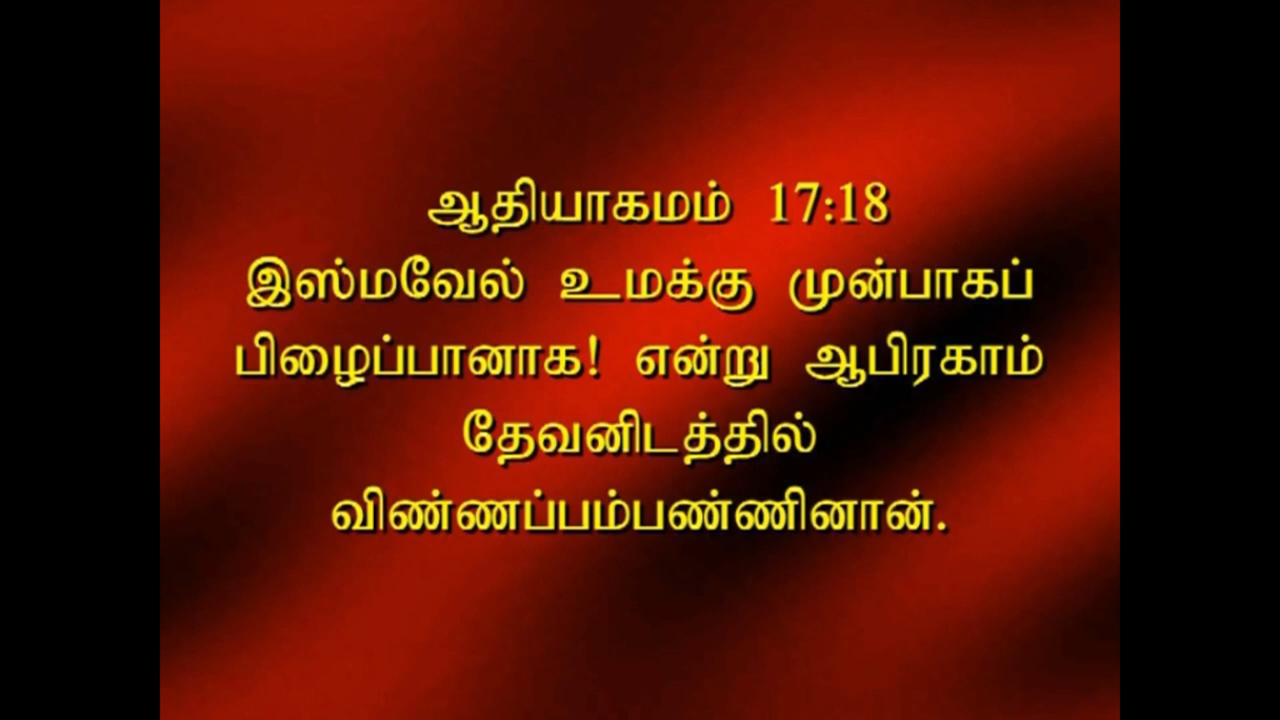 ஆதியாகமம் 17:18
இஸ்மவேல் உமக்கு முன்பாகப்
பிழைப்பானாக! என்று ஆபிரகாம்
தேவனிடத்தில்
விண்ணப்பம்பண்ணினான்.